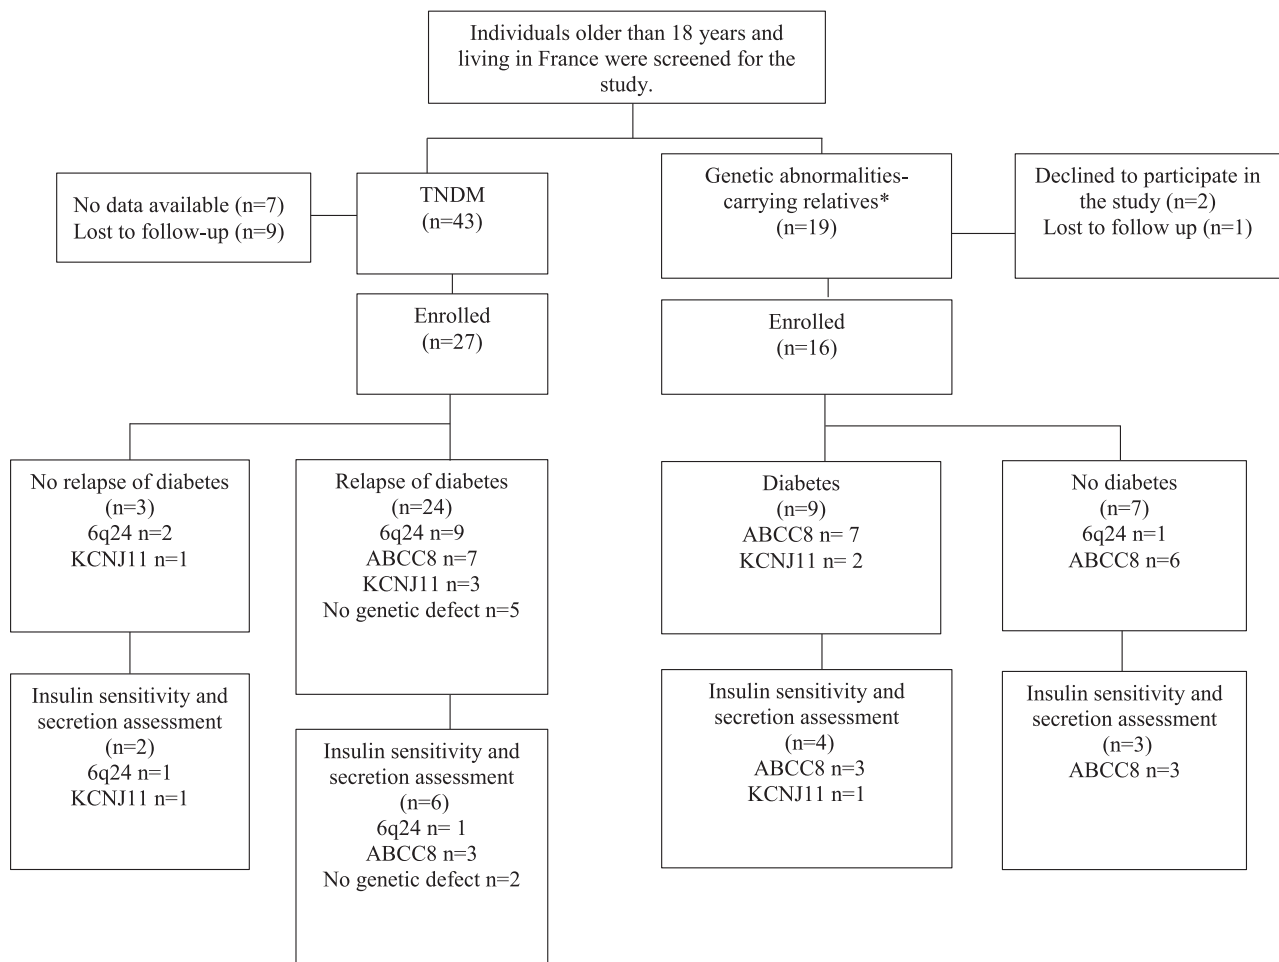 Individuals older than 18 years and
living in France were screened for the
study.
No data available (n=7)
Lost to follow-up (n=9)
TNDM
(n=43)
Genetic abnormalities-
carrying relatives*
(n=19)
Declined to participate in
the study (n=2)
Lost to follow up (n=1)
Enrolled
(n=27)
Enrolled
(n=16)
No relapse of diabetes
(n=3)
6q24 n=2
KCNJ11 n=1
Relapse of diabetes
(n=24)
6q24 n=9
ABCC8 n=7
KCNJ11 n=3
No genetic defect n=5
Diabetes
(n=9)
ABCC8 n= 7
KCNJ11 n= 2
No diabetes
(n=7)
6q24 n=1
ABCC8 n=6
Insulin sensitivity and
secretion assessment
(n=2)
6q24 n=1
KCNJ11 n=1
Insulin sensitivity and
secretion assessment
(n=6)
6q24 n= 1
ABCC8 n=3
No genetic defect n=2
Insulin sensitivity and
secretion assessment
(n=4)
ABCC8 n=3
KCNJ11 n=1
Insulin sensitivity and
secretion assessment
(n=3)
ABCC8 n=3